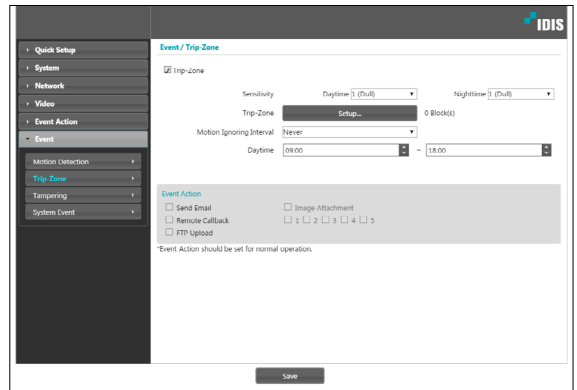 IDIS
Quick Setup
System
Network
Video
Event Action
Event
Motion Detection
Trip-Zone
Tampering
System Event
Event / Trip-Zone
Trip-Zone
Sensitivity Daytime 1 (Dull) Nighttime 1 (Dull)
Trip-Zone Setup... 0 Block(s)
Motion Ignoring Interval Never
Daytime 09:00 ~ 18:00
Event Action
Send Email Image Attachment
Remote Callback 1 2 3 4 5
FTP Upload
*Event Action should be set for normal operation.
Save